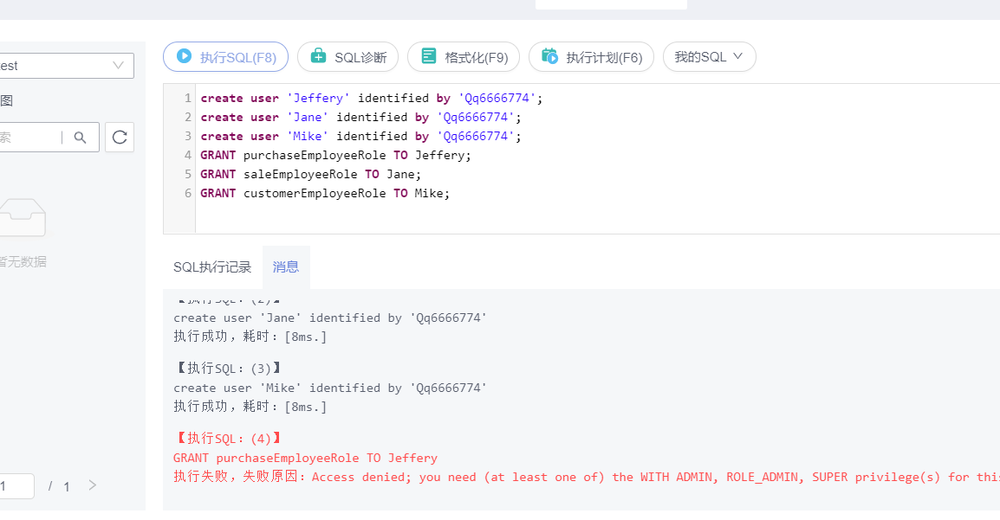 执行SQL(F8) SQL诊断 格式化(F9) 执行计划(F6) 我的SQL
est
图
索
暂无数据
1 / 1
1 create user 'Jeffery' identified by 'Qq6666774';
2 create user 'Jane' identified by 'Qq6666774';
3 create user 'Mike' identified by 'Qq6666774';
4 GRANT purchaseEmployeeRole TO Jeffery;
5 GRANT saleEmployeeRole TO Jane;
6 GRANT customerEmployeeRole TO Mike;
SQL执行记录 消息
【执行SQL：(2)】
create user 'Jane' identified by 'Qq6666774'
执行成功，耗时：[8ms.]
【执行SQL：(3)】
create user 'Mike' identified by 'Qq6666774'
执行成功，耗时：[8ms.]
【执行SQL：(4)】
GRANT purchaseEmployeeRole TO Jeffery
执行失败，失败原因：Access denied; you need (at least one of) the WITH ADMIN, ROLE_ADMIN, SUPER privilege(s) for this